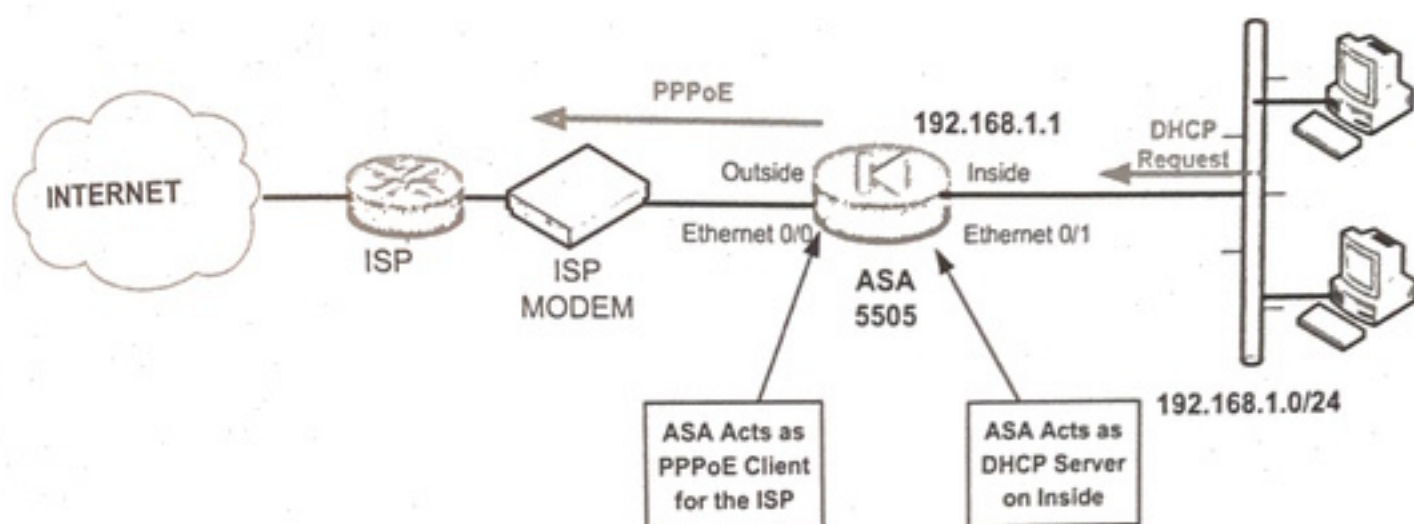 PPPoE
192.168.1.1
DHCP
Request
INTERNET
Outside
Inside
Ethernet 0/0
Ethernet 0/1
ISP
ISP
MODEM
ASA
5505
192.168.1.0/24
ASA Acts as
PPPoE Client
for the ISP
ASA Acts as
DHCP Server
on Inside